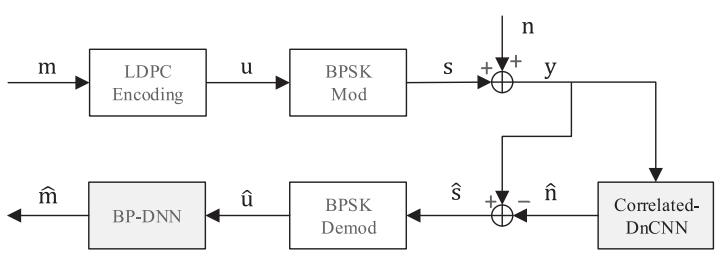 n
m
LDPC
Encoding
u
BPSK
Mod
s
+
+
y
m̂
BP-DNN
û
BPSK
Demod
ŝ
+
−
n̂
Correlated-
DnCNN